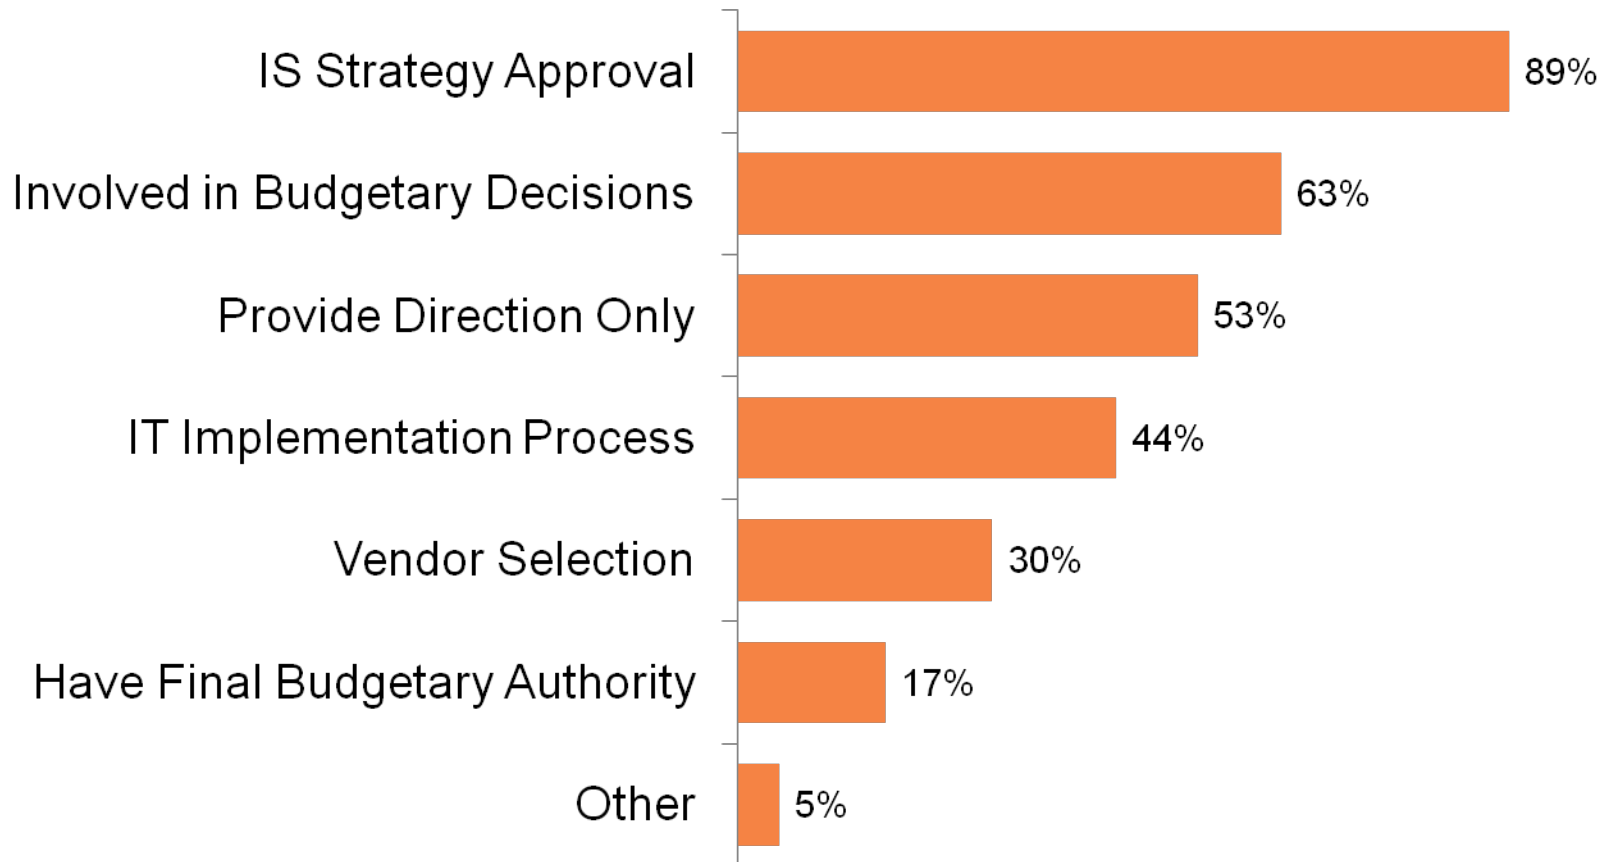 IS Strategy Approval 89%
Involved in Budgetary Decisions 63%
Provide Direction Only 53%
IT Implementation Process 44%
Vendor Selection 30%
Have Final Budgetary Authority 17%
Other 5%